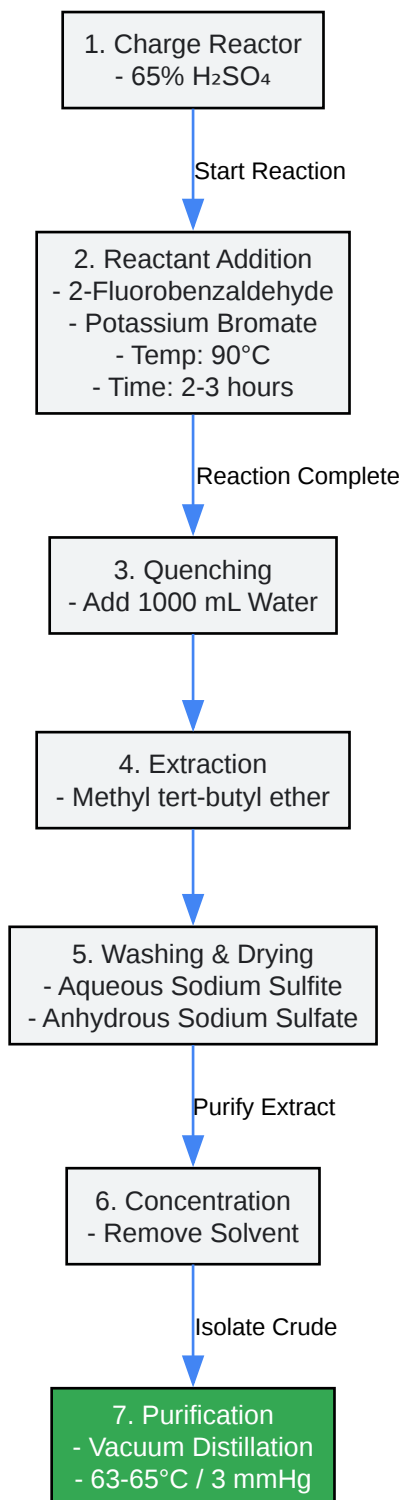 1. Charge Reactor
- 65% H₂SO₄
Start Reaction
2. Reactant Addition
- 2-Fluorobenzaldehyde
- Potassium Bromate
- Temp: 90°C
- Time: 2-3 hours
Reaction Complete
3. Quenching
- Add 1000 mL Water
4. Extraction
- Methyl tert-butyl ether
5. Washing & Drying
- Aqueous Sodium Sulfite
- Anhydrous Sodium Sulfate
Purify Extract
6. Concentration
- Remove Solvent
Isolate Crude
7. Purification
- Vacuum Distillation
- 63-65°C / 3 mmHg